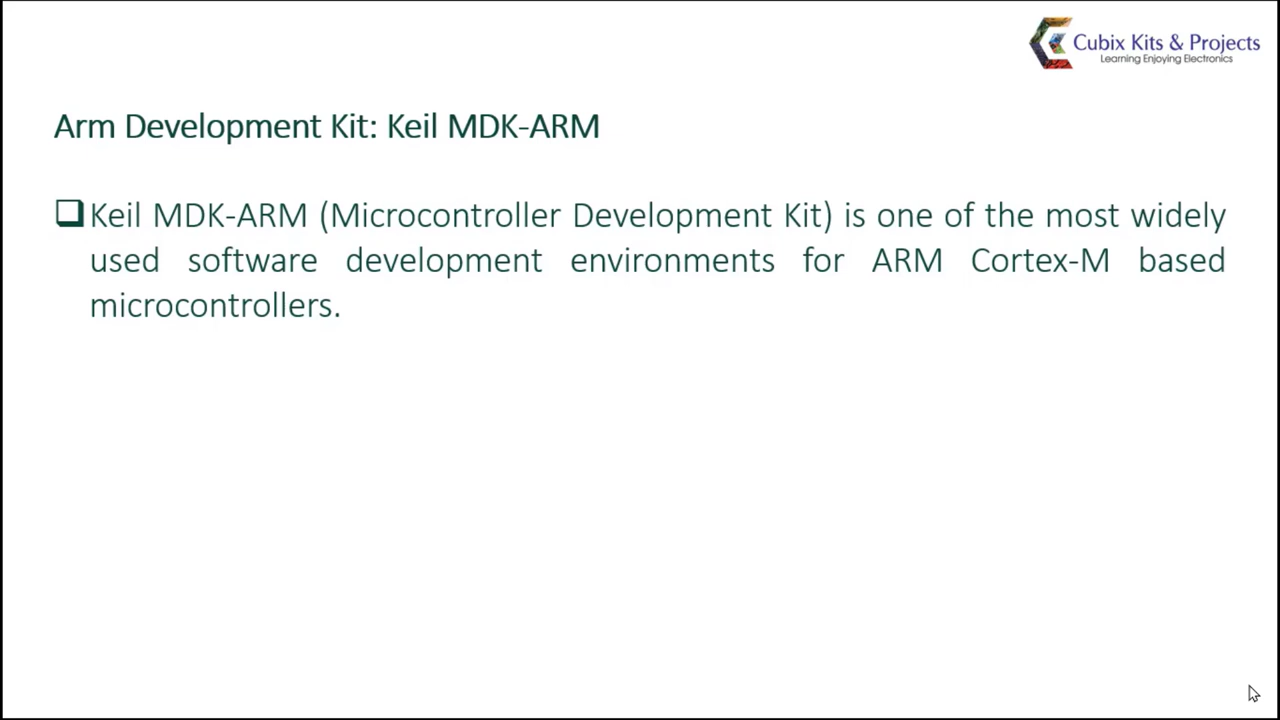 Cubix Kits & Projects
Learning Enjoying Electronics
Arm Development Kit: Keil MDK-ARM
Keil MDK-ARM (Microcontroller Development Kit) is one of the most widely
used software development environments for ARM Cortex-M based
microcontrollers.